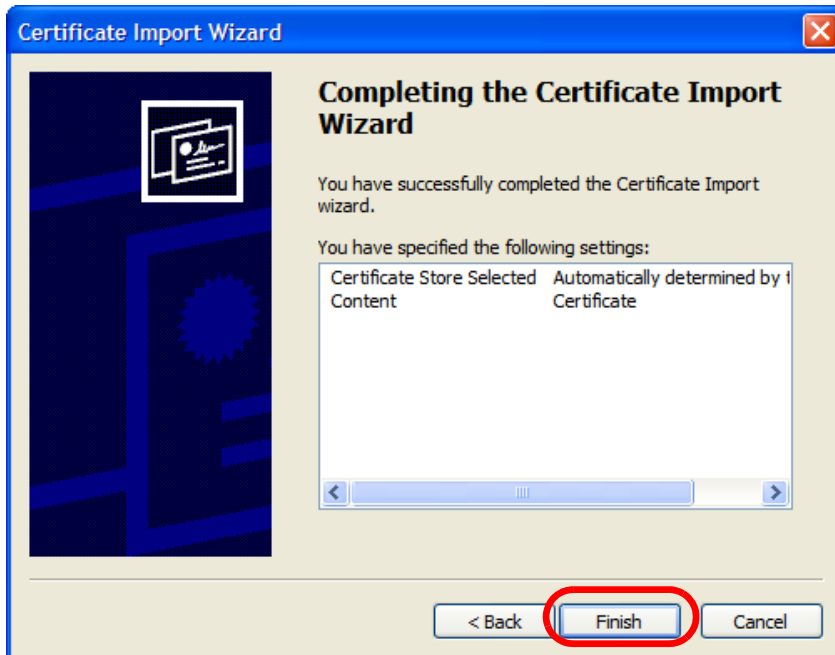 Certificate Import Wizard
Completing the Certificate Import
Wizard
You have successfully completed the Certificate Import
wizard.
You have specified the following settings:
Certificate Store Selected Automatically determined by t
Content Certificate
< Back Finish Cancel